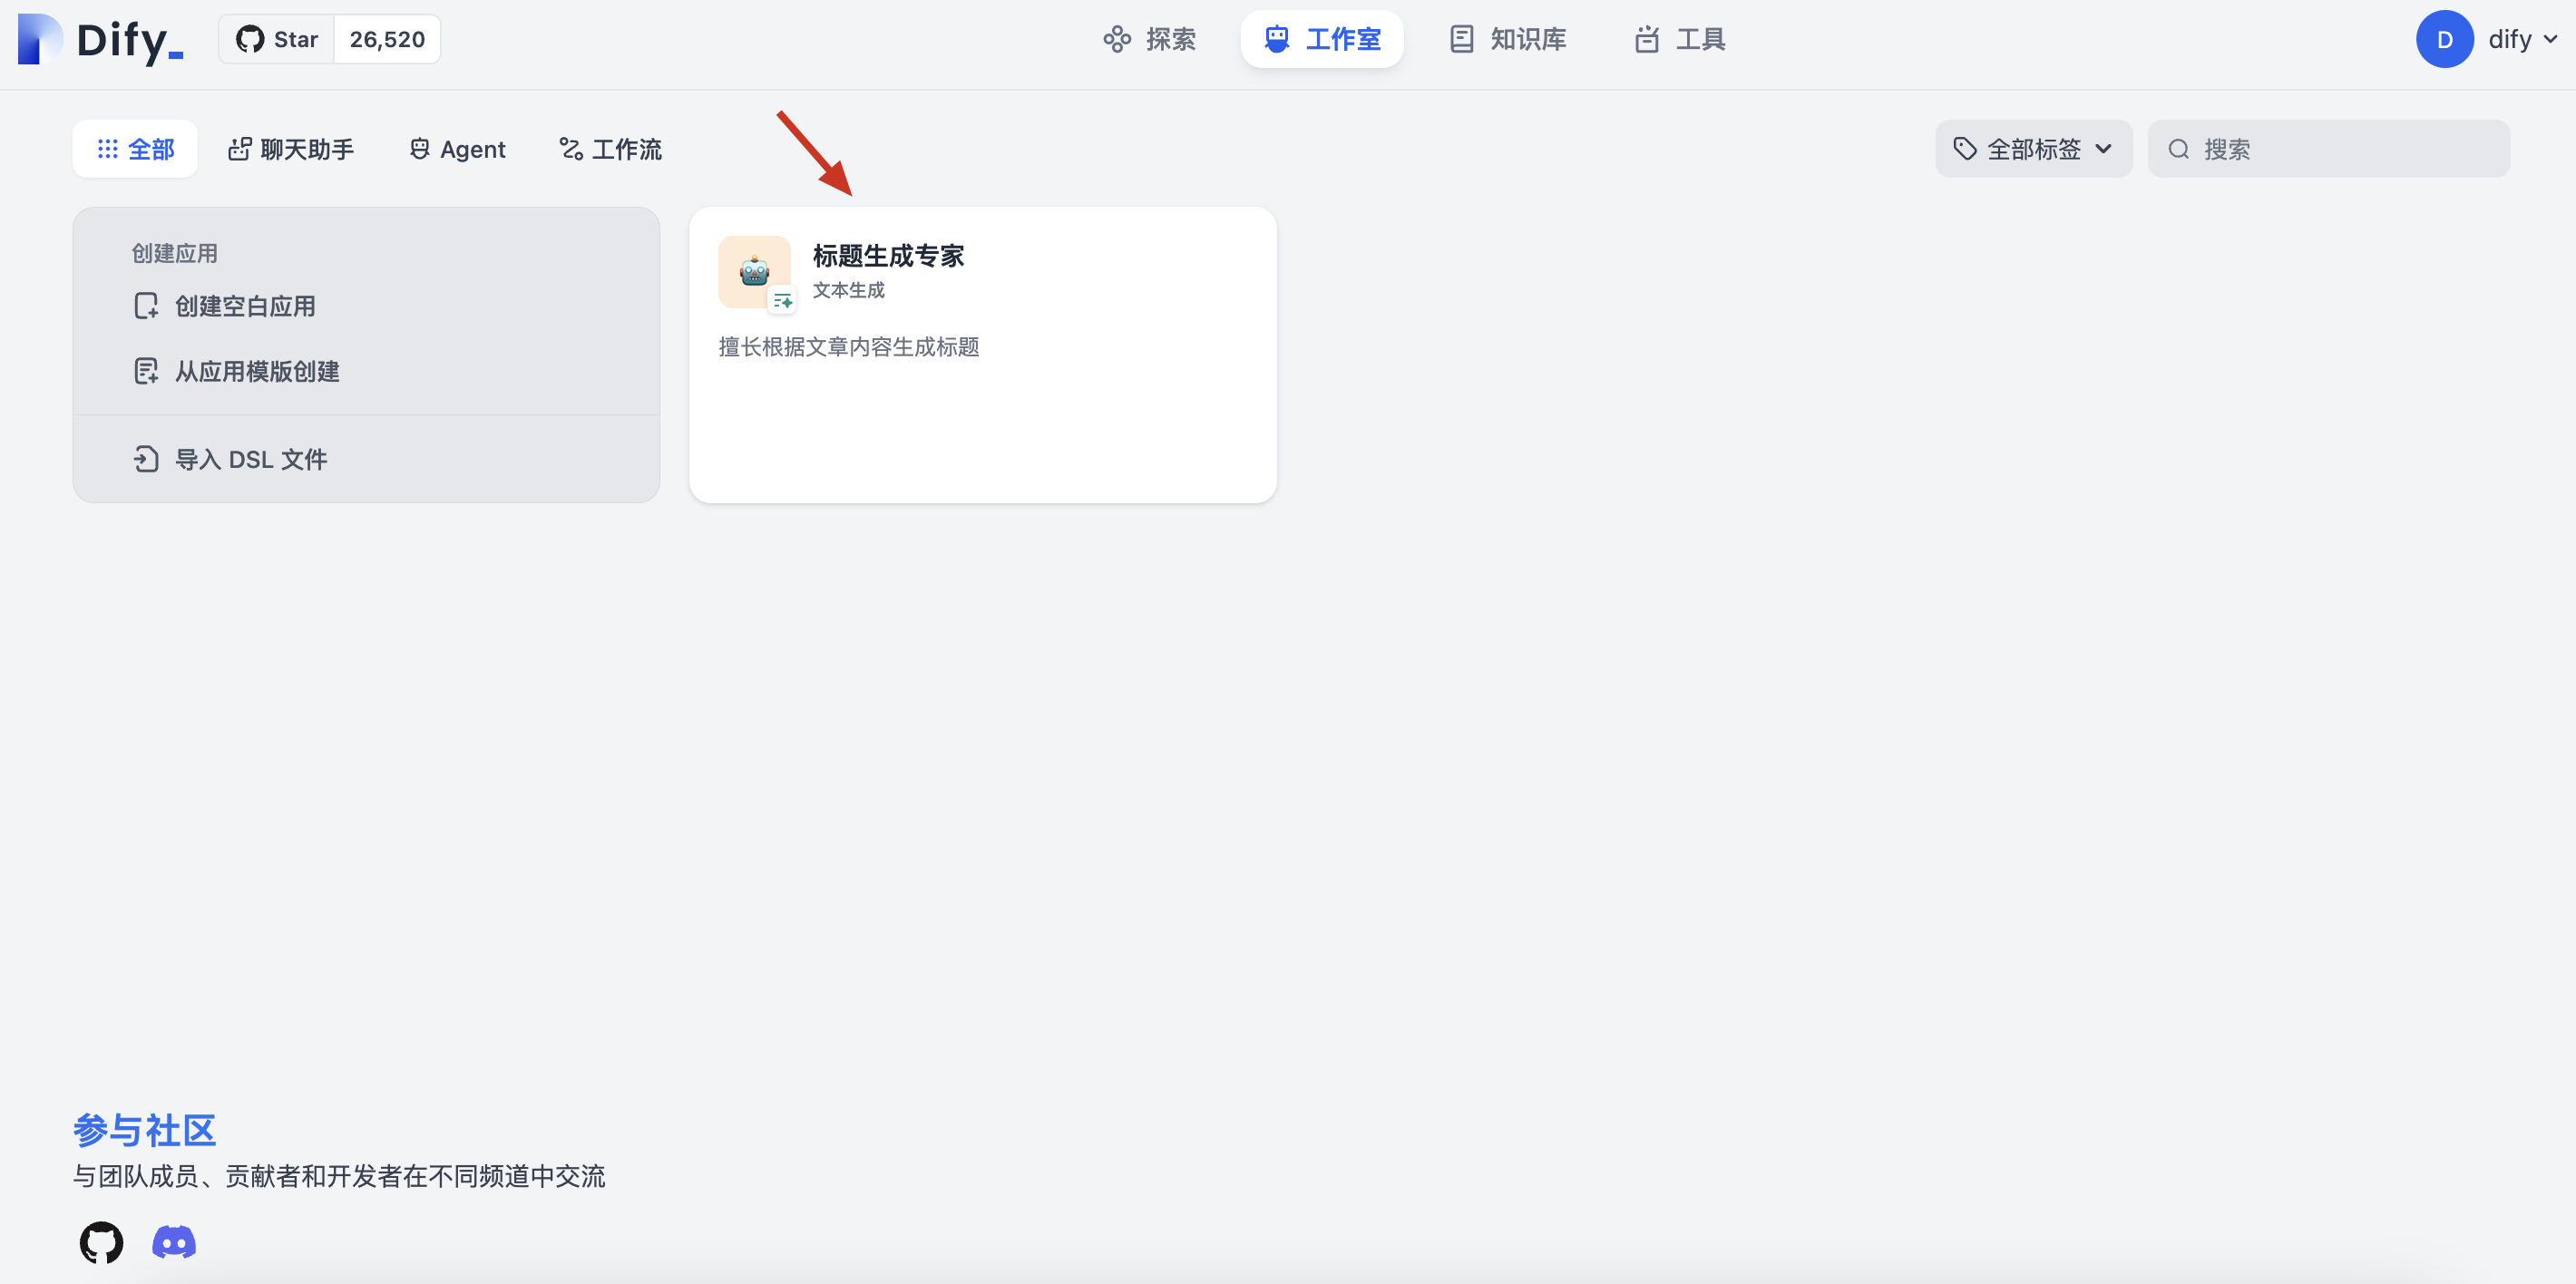 Dify_
Star 26,520
探索 工作室 知识库 工具
D dify
全部 聊天助手 Agent 工作流
全部标签 搜索
创建应用
创建空白应用
从应用模版创建
导入 DSL 文件
标题生成专家
文本生成
擅长根据文章内容生成标题
参与社区
与团队成员、贡献者和开发者在不同频道中交流